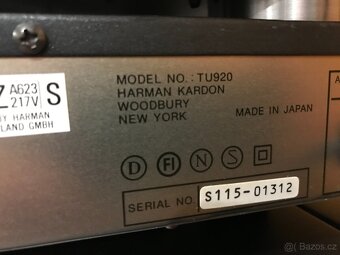 Z A623 S
217V
BY HARMAN
LAND GMBH
MODEL NO.: TU920
HARMAN KARDON
WOODBURY
NEW YORK
MADE IN JAPAN
A
D FI N S
SERIAL NO. S115-01312
Bazos.cz